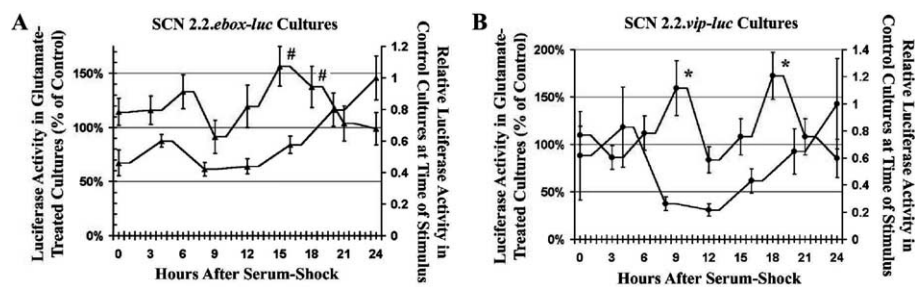 A
SCN 2.2.ebox-luc Cultures
Luciferase Activity in Glutamate-
Treated Cultures (% of Control)
150%
100%
50%
0%
1.2
1
0.8
0.6
0.4
0.2
0
Relative Luciferase Activity in
Control Cultures at Time of Stimulus
# #
0 3 6 9 12 15 18 21 24
Hours After Serum-Shock
B
SCN 2.2.vip-luc Cultures
Luciferase Activity in Glutamate-
Treated Cultures (% of Control)
200%
150%
100%
50%
0%
1.4
1.2
1
0.8
0.6
0.4
0.2
0
Relative Luciferase Activity in
Control Cultures at Time of Stimulus
* *
0 3 6 9 12 15 18 21 24
Hours After Serum-Shock